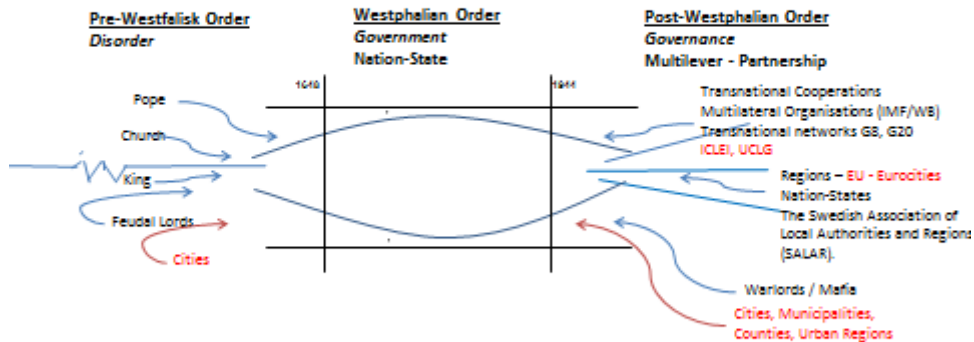 Pre-Westfalisk Order
Disorder
Westphalian Order
Government
Nation-State
Post-Westphalian Order
Governance
Multilever - Partnership
1648
1944
Pope
Church
King
Feudal Lords
Cities
Transnational Cooperations
Multilateral Organisations (IMF/WB)
Transnational networks G8, G20
ICLEI, UCLG
Regions – EU - Eurocities
Nation-States
The Swedish Association of
Local Authorities and Regions
(SALAR).
Warlords / Mafia
Cities, Municipalities,
Counties, Urban Regions